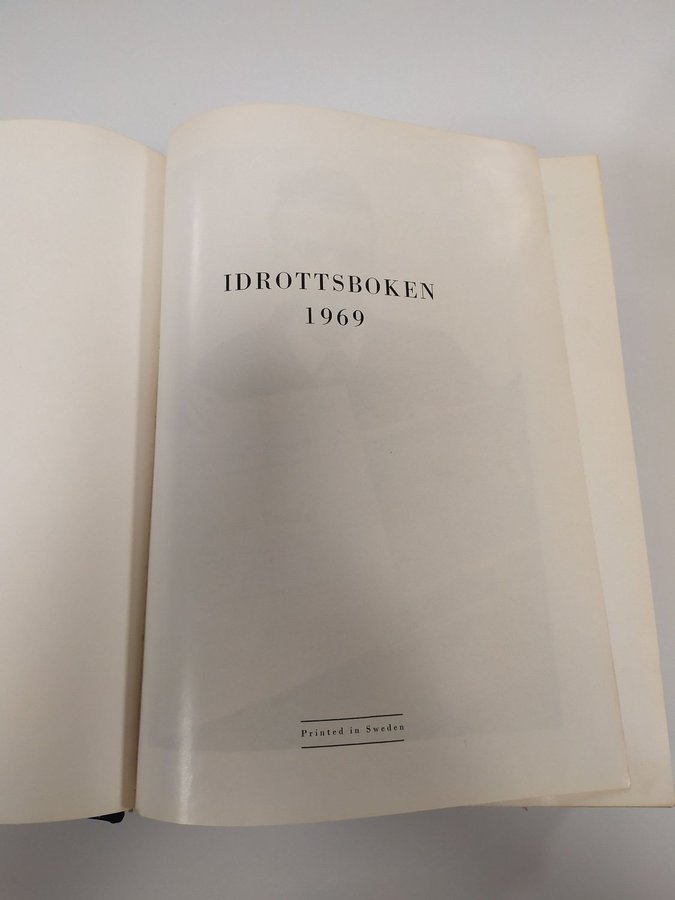 IDROTTSBOKEN
1969
Printed in Sweden